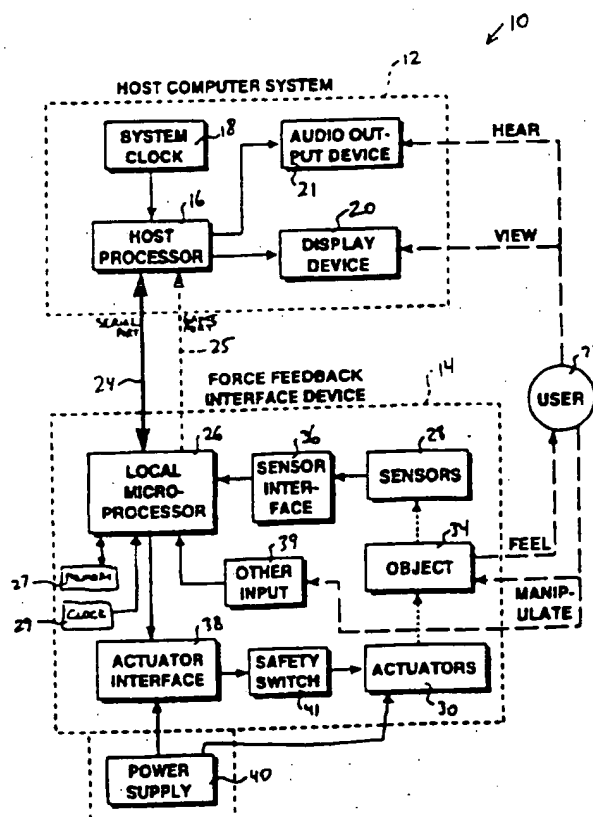 10
HOST COMPUTER SYSTEM
12
SYSTEM
CLOCK
18
AUDIO OUT-
PUT DEVICE
21
HEAR
16
HOST
PROCESSOR
20
DISPLAY
DEVICE
VIEW
SERIAL
PORT
24
25
FORCE FEEDBACK
INTERFACE DEVICE
14
USER
26
LOCAL
MICRO-
PROCESSOR
36
SENSOR
INTER-
FACE
28
SENSORS
34
OBJECT
FEEL
MANIP-
ULATE
27
MEMORY
39
OTHER
INPUT
29
CLOCK
38
ACTUATOR
INTERFACE
SAFETY
SWITCH
41
ACTUATORS
30
POWER
SUPPLY
40